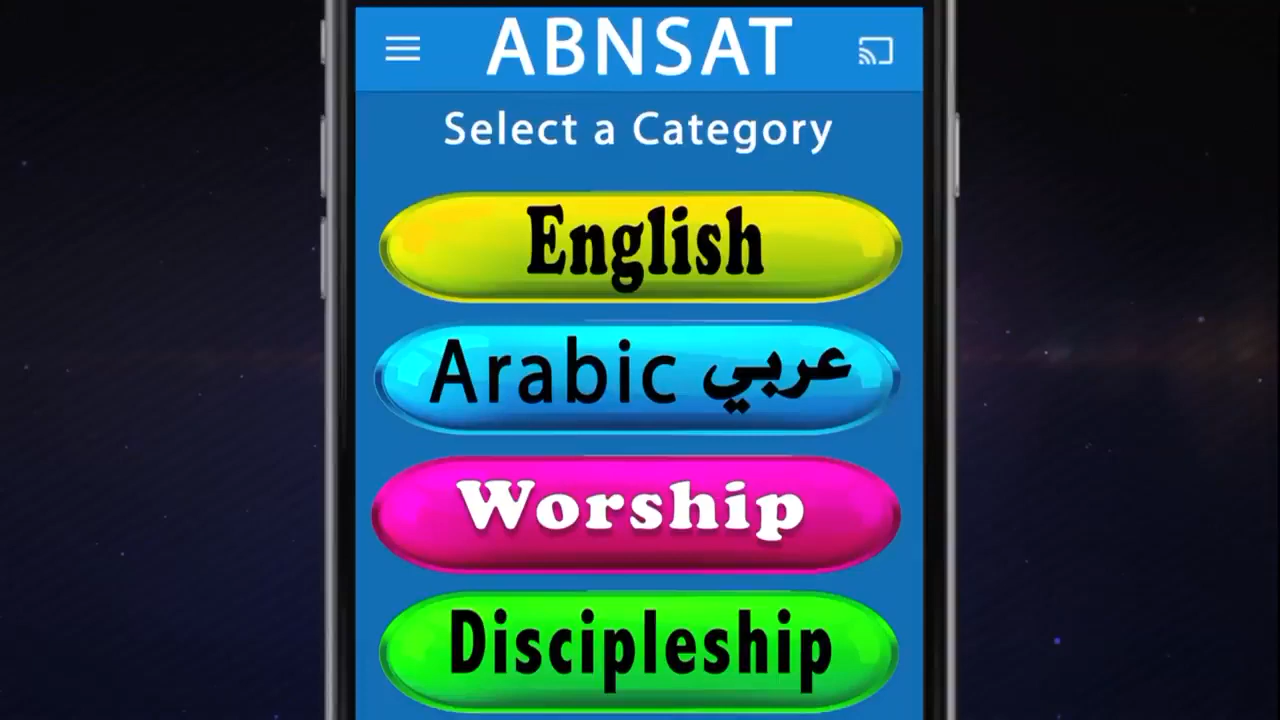 ABNSAT
Select a Category
English
Arabic عربي
Worship
Discipleship